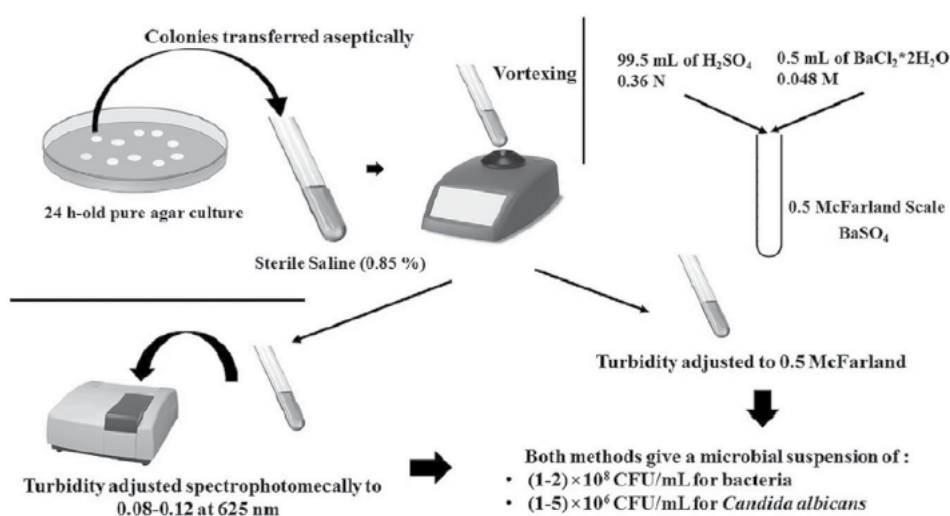 Colonies transferred aseptically
24 h-old pure agar culture
Sterile Saline (0.85 %)
Vortexing
99.5 mL of H₂SO₄
0.36 N
0.5 mL of BaCl₂*2H₂O
0.048 M
0.5 McFarland Scale
BaSO₄
Turbidity adjusted spectrophotomecally to
0.08-0.12 at 625 nm
Turbidity adjusted to 0.5 McFarland
Both methods give a microbial suspension of :
• (1-2)×10⁸ CFU/mL for bacteria
• (1-5)×10⁶ CFU/mL for Candida albicans